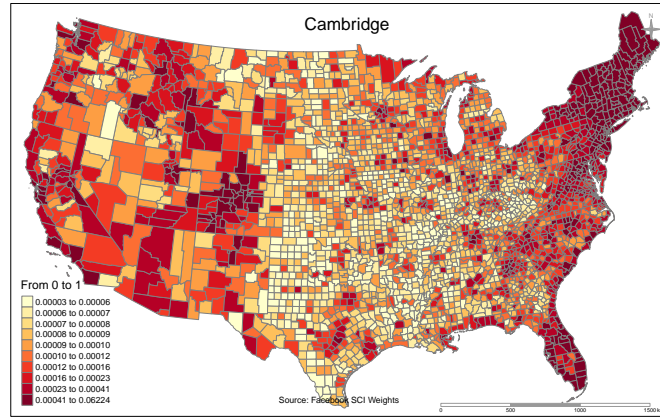 Cambridge
N
From 0 to 1
0.00003 to 0.00006
0.00006 to 0.00007
0.00007 to 0.00008
0.00008 to 0.00009
0.00009 to 0.00010
0.00010 to 0.00012
0.00012 to 0.00016
0.00016 to 0.00023
0.00023 to 0.00041
0.00041 to 0.06224
Source: Facebook SCI Weights
0 500 1000 1500km